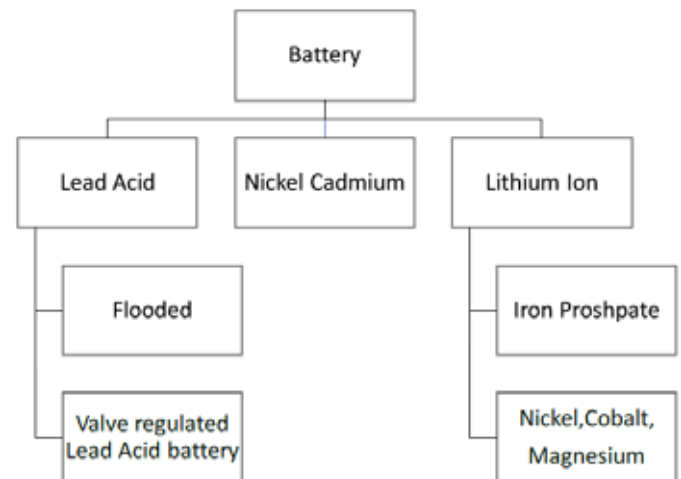 Battery
Lead Acid
Nickel Cadmium
Lithium Ion
Flooded
Iron Proshpate
Valve regulated
Lead Acid battery
Nickel,Cobalt,
Magnesium